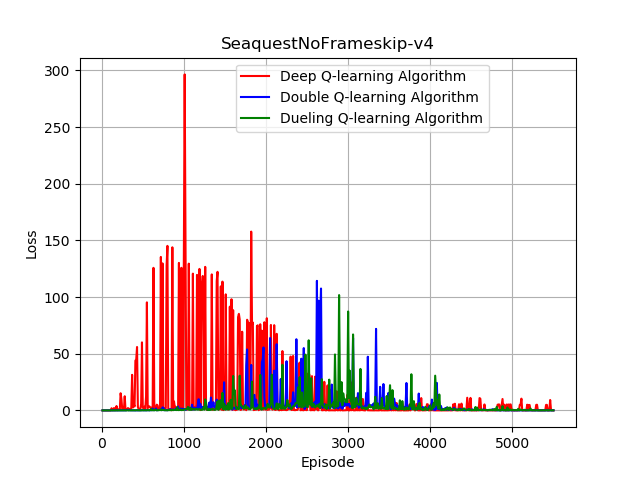 SeaquestNoFrameskip-v4
Deep Q-learning Algorithm
Double Q-learning Algorithm
Dueling Q-learning Algorithm
300
250
200
150
100
50
0
Loss
0 1000 2000 3000 4000 5000
Episode